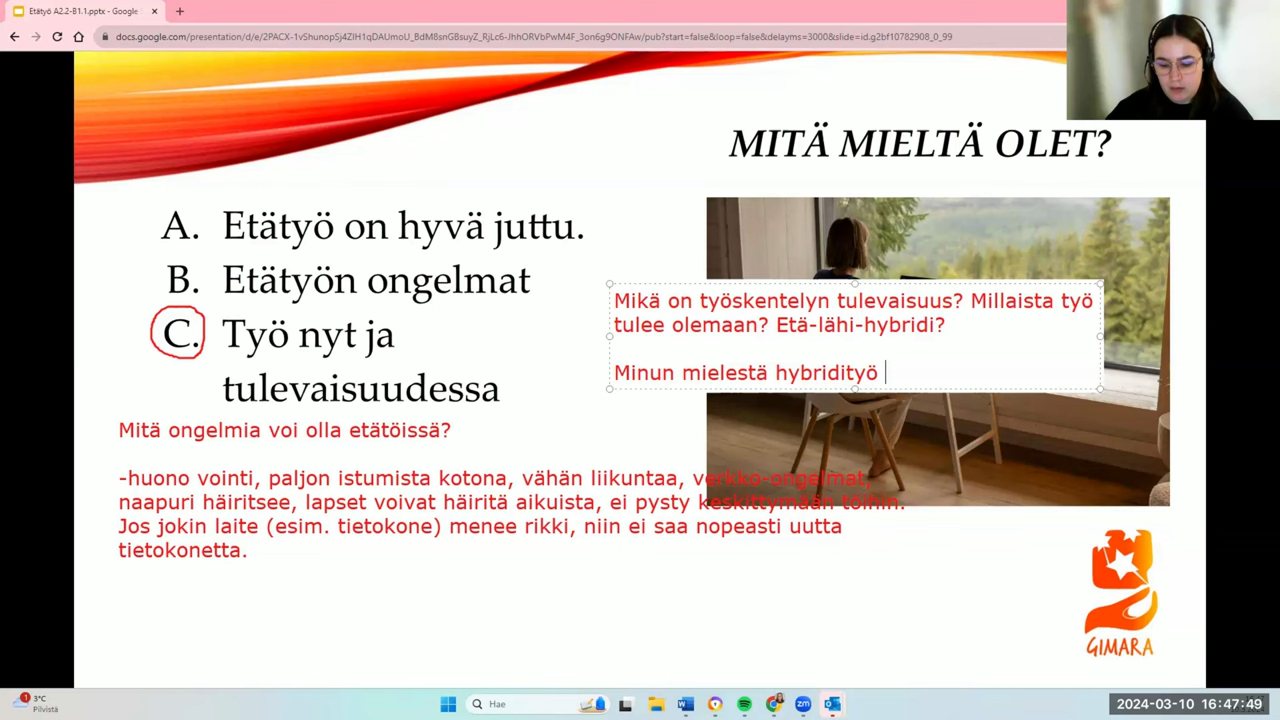 Etätyö A2.2-B1.1.pptx - Google S
docs.google.com/presentation/d/e/2PACX-1vShunopSj4ZIH1qDAUmoU_BdM8snGBsuyZ_RjLc6-JhhORVbPwM4F_3on6g9ONFAw/pub?start=false&loop=false&delayms=3000&slide=id.g2bf10782908_0_99
MITÄ MIELTÄ OLET?
A. Etätyö on hyvä juttu.
B. Etätyön ongelmat
C. Työ nyt ja
tulevaisuudessa
Mikä on työskentelyn tulevaisuus? Millaista työ
tulee olemaan? Etä-lähi-hybridi?
Minun mielestä hybridityö
Mitä ongelmia voi olla etätöissä?
-huono vointi, paljon istumista kotona, vähän liikuntaa, verkko-ongelmat,
naapuri häiritsee, lapset voivat häiritä aikuista, ei pysty keskittymään töihin.
Jos jokin laite (esim. tietokone) menee rikki, niin ei saa nopeasti uutta
tietokonetta.
GIMARA
1
3°C
Pilvistä
Hae
zm
2024-03-10 16:47:49